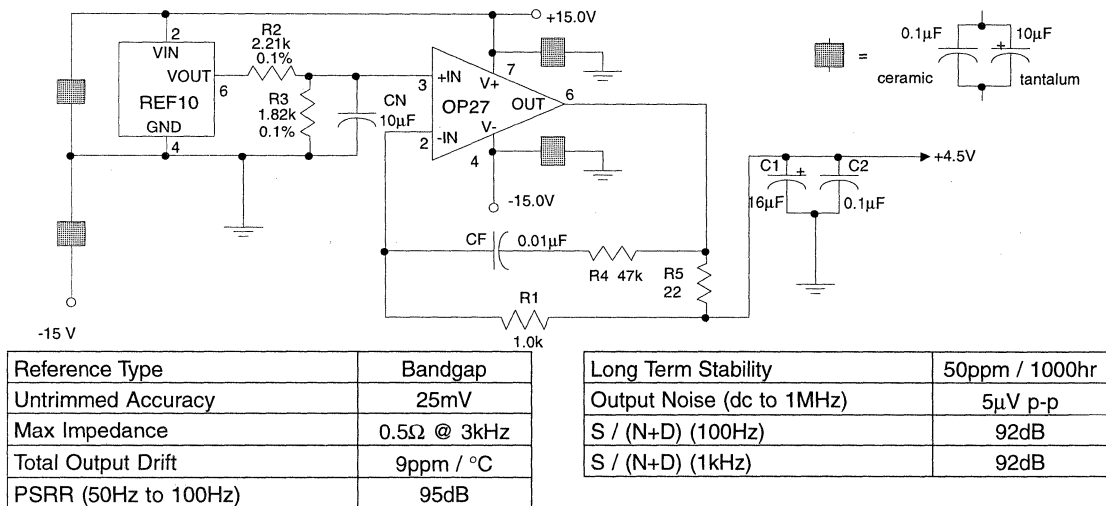 +15.0V
2
VIN
VOUT
6
REF10
GND
4
R2
2.21k
0.1%
R3
1.82k
0.1%
CN
10µF
3
+IN
7
V+
OP27
OUT
6
-IN
2
V-
4
-15.0V
0.1µF
10µF
+
=
ceramic
tantalum
C1
+
C2
+4.5V
16µF
0.1µF
CF
0.01µF
R4 47k
R5
22
R1
1.0k
-15 V
Reference Type Bandgap
Untrimmed Accuracy 25mV
Max Impedance 0.5Ω @ 3kHz
Total Output Drift 9ppm / °C
PSRR (50Hz to 100Hz) 95dB
Long Term Stability 50ppm / 1000hr
Output Noise (dc to 1MHz) 5µV p-p
S / (N+D) (100Hz) 92dB
S / (N+D) (1kHz) 92dB